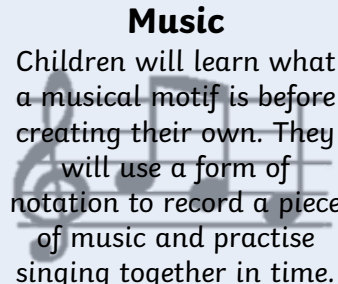 Music
Children will learn what
a musical motif is before
creating their own. They
will use a form of
notation to record a piece
of music and practise
singing together in time.